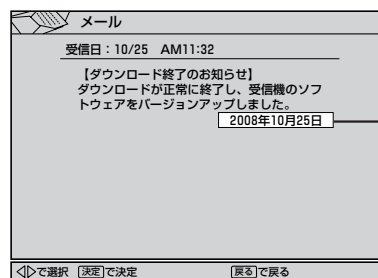 メール
受信日：10/25 AM11:32
【ダウンロード終了のお知らせ】
ダウンロードが正常に終了し、受信機のソフ
トウェアをバージョンアップしました。
2008年10月25日
◁▷で選択 決定で決定 戻るで戻る